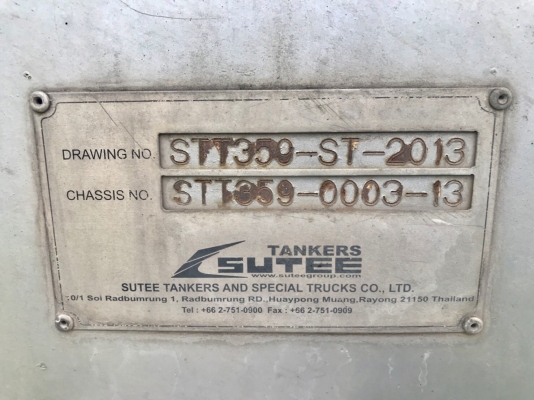 DRAWING NO. STT350-ST-2013
CHASSIS NO. STT359-0003-13
TANKERS
SUTEE
www.suteegroup.com
SUTEE TANKERS AND SPECIAL TRUCKS CO., LTD.
0/1 Soi Radbumrung 1, Radbumrung RD., Huaypong Muang, Rayong 21150 Thailand
Tel : +66 2-751-0900 Fax : +66 2-751-0909